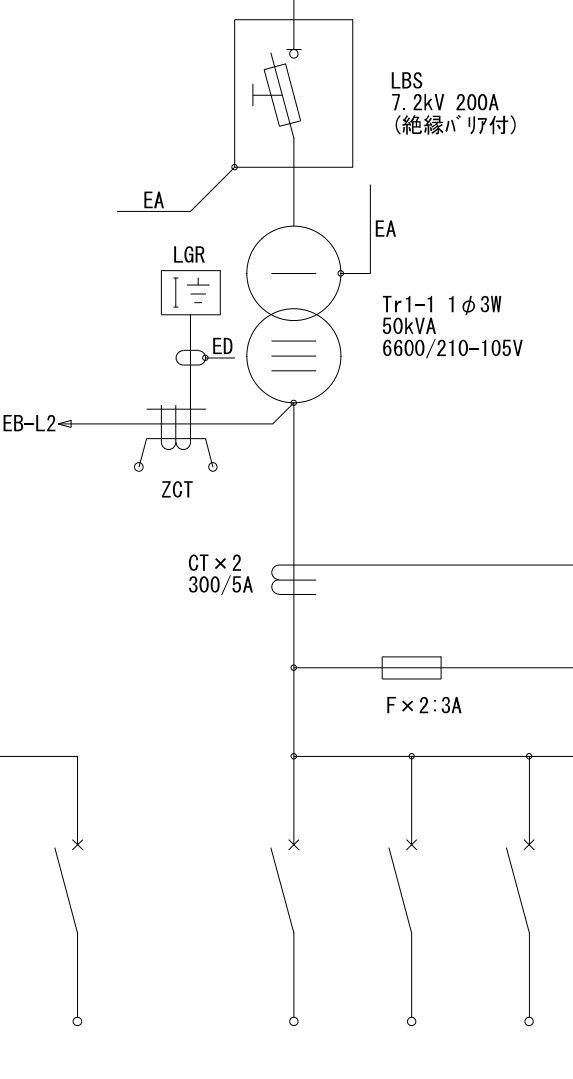 LBS
7.2kV 200A
(絶縁ﾊﾞﾘｱ付)
EA
EA
LGR
Tr1-1 1φ3W
50kVA
6600/210-105V
ED
EB-L2
ZCT
CT×2
300/5A
F×2:3A